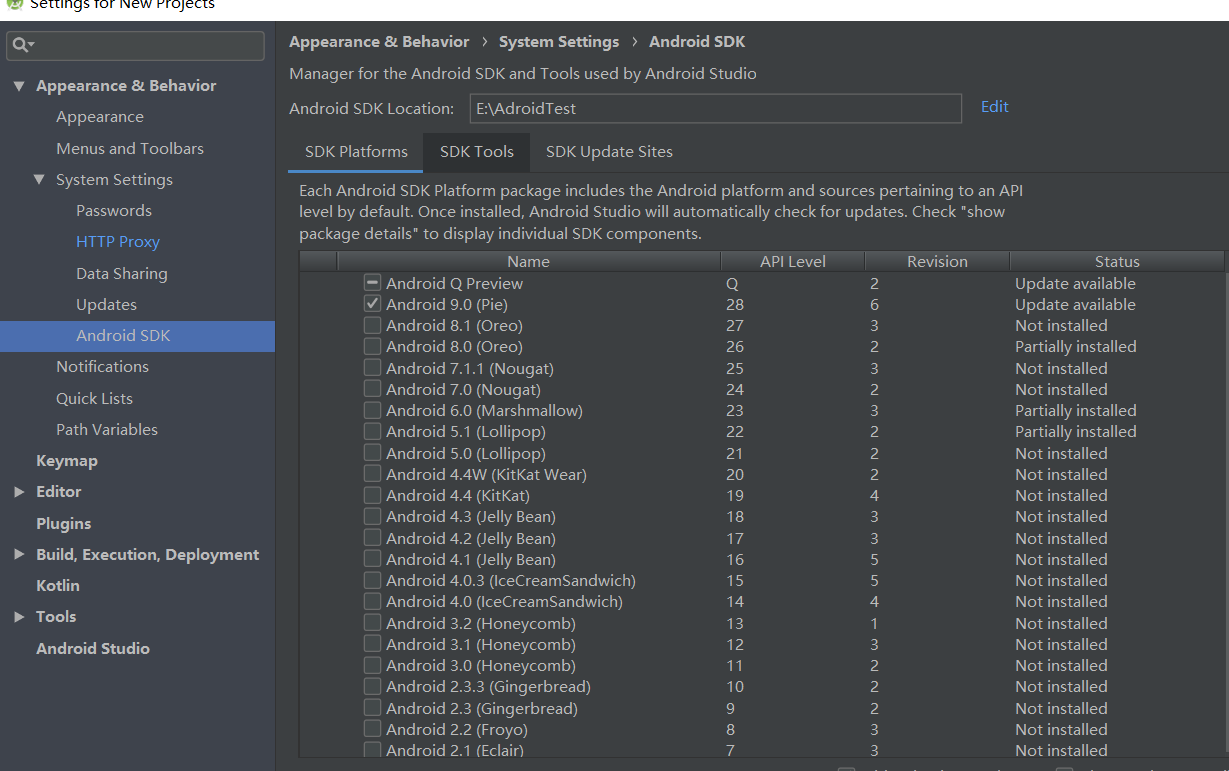 Settings for New Projects
Appearance & Behavior
Appearance
Menus and Toolbars
System Settings
Passwords
HTTP Proxy
Data Sharing
Updates
Android SDK
Notifications
Quick Lists
Path Variables
Keymap
Editor
Plugins
Build, Execution, Deployment
Kotlin
Tools
Android Studio
Appearance & Behavior › System Settings › Android SDK
Manager for the Android SDK and Tools used by Android Studio
Android SDK Location: E:\AdroidTest Edit
SDK Platforms SDK Tools SDK Update Sites
Each Android SDK Platform package includes the Android platform and sources pertaining to an API
level by default. Once installed, Android Studio will automatically check for updates. Check "show
package details" to display individual SDK components.
Name API Level Revision Status
Android Q Preview Q 2 Update available
Android 9.0 (Pie) 28 6 Update available
Android 8.1 (Oreo) 27 3 Not installed
Android 8.0 (Oreo) 26 2 Partially installed
Android 7.1.1 (Nougat) 25 3 Not installed
Android 7.0 (Nougat) 24 2 Not installed
Android 6.0 (Marshmallow) 23 3 Partially installed
Android 5.1 (Lollipop) 22 2 Partially installed
Android 5.0 (Lollipop) 21 2 Not installed
Android 4.4W (KitKat Wear) 20 2 Not installed
Android 4.4 (KitKat) 19 4 Not installed
Android 4.3 (Jelly Bean) 18 3 Not installed
Android 4.2 (Jelly Bean) 17 3 Not installed
Android 4.1 (Jelly Bean) 16 5 Not installed
Android 4.0.3 (IceCreamSandwich) 15 5 Not installed
Android 4.0 (IceCreamSandwich) 14 4 Not installed
Android 3.2 (Honeycomb) 13 1 Not installed
Android 3.1 (Honeycomb) 12 3 Not installed
Android 3.0 (Honeycomb) 11 2 Not installed
Android 2.3.3 (Gingerbread) 10 2 Not installed
Android 2.3 (Gingerbread) 9 2 Not installed
Android 2.2 (Froyo) 8 3 Not installed
Android 2.1 (Eclair) 7 3 Not installed